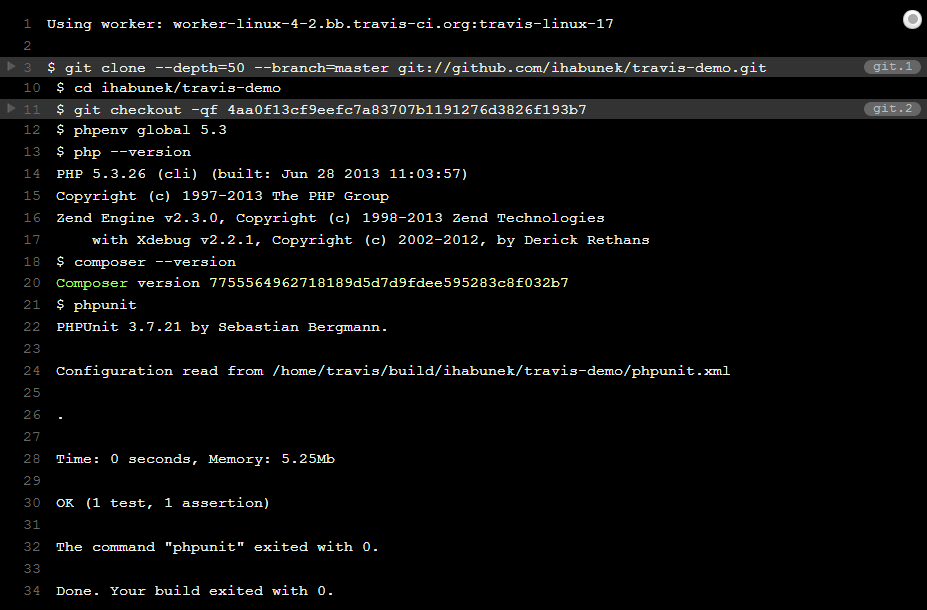 1 Using worker: worker-linux-4-2.bb.travis-ci.org:travis-linux-17
2
3 $ git clone --depth=50 --branch=master git://github.com/ihabunek/travis-demo.git git.1
10 $ cd ihabunek/travis-demo
11 $ git checkout -qf 4aa0f13cf9eefc7a83707b1191276d3826f193b7 git.2
12 $ phpenv global 5.3
13 $ php --version
14 PHP 5.3.26 (cli) (built: Jun 28 2013 11:03:57)
15 Copyright (c) 1997-2013 The PHP Group
16 Zend Engine v2.3.0, Copyright (c) 1998-2013 Zend Technologies
17 with Xdebug v2.2.1, Copyright (c) 2002-2012, by Derick Rethans
18 $ composer --version
20 Composer version 7755564962718189d5d7d9fdee595283c8f032b7
21 $ phpunit
22 PHPUnit 3.7.21 by Sebastian Bergmann.
23
24 Configuration read from /home/travis/build/ihabunek/travis-demo/phpunit.xml
25
26 .
27
28 Time: 0 seconds, Memory: 5.25Mb
29
30 OK (1 test, 1 assertion)
31
32 The command "phpunit" exited with 0.
33
34 Done. Your build exited with 0.